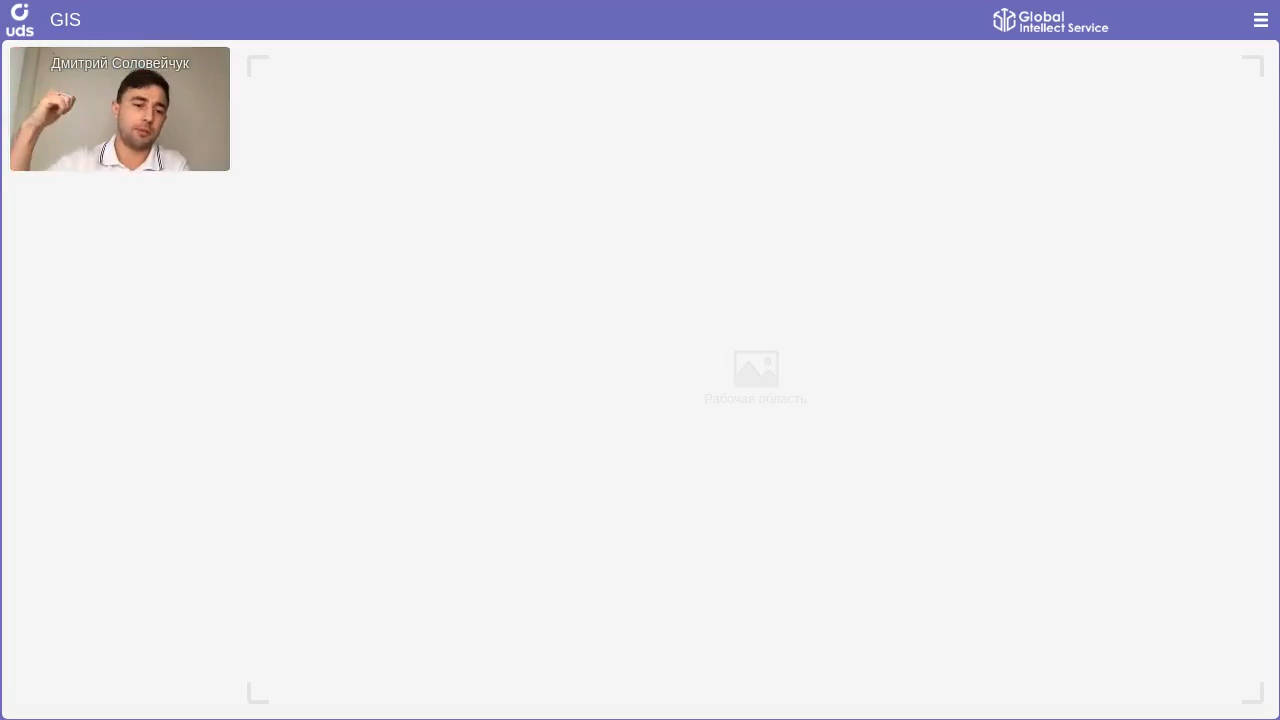 uds
GIS
Global
Intellect Service
Дмитрий Соловейчук
Рабочая область